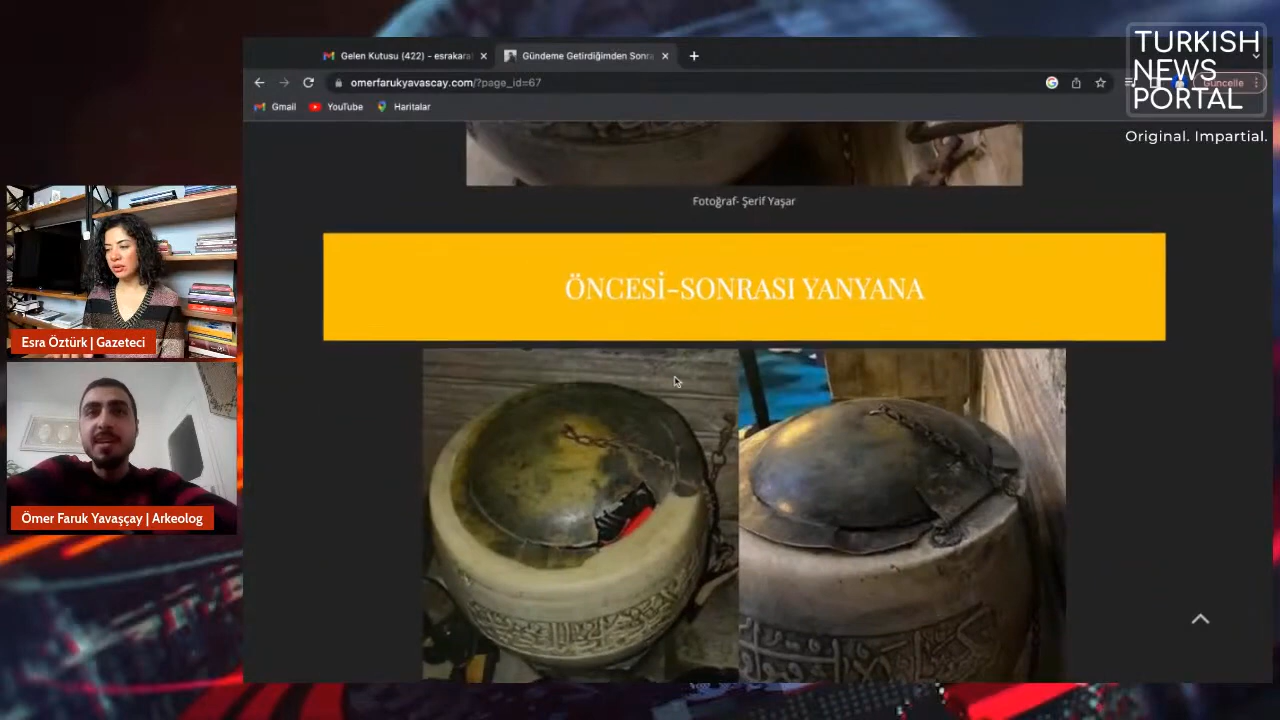 Gelen Kutusu (422) - esrakara
Gündeme Getirdiğimden Sonra
omerfarukyavascay.com/?page_id=67
Güncelle
Gmail
YouTube
Haritalar
TURKISH
NEWS
PORTAL
Original. Impartial.
Fotoğraf- Şerif Yaşar
ÖNCESİ-SONRASI YANYANA
Esra Öztürk | Gazeteci
Ömer Faruk Yavaşçay | Arkeolog